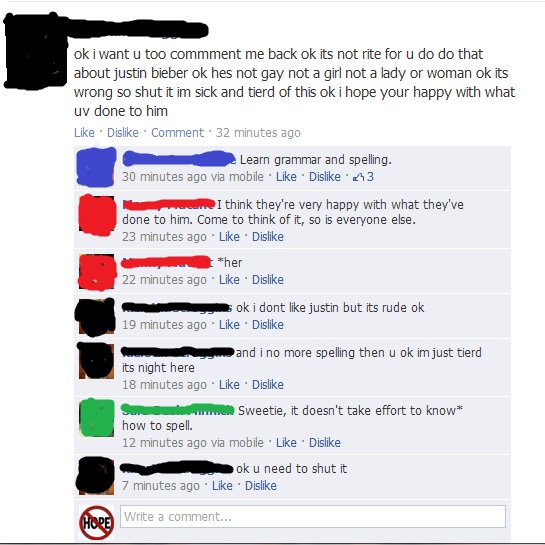 ok i want u too commment me back ok its not rite for u do do that
about justin bieber ok hes not gay not a girl not a lady or woman ok its
wrong so shut it im sick and tierd of this ok i hope your happy with what
uv done to him
Like · Dislike · Comment · 32 minutes ago
Learn grammar and spelling.
30 minutes ago via mobile · Like · Dislike · 3
I think they're very happy with what they've
done to him. Come to think of it, so is everyone else.
23 minutes ago · Like · Dislike
*her
22 minutes ago · Like · Dislike
ok i dont like justin but its rude ok
19 minutes ago · Like · Dislike
and i no more spelling then u ok im just tierd
its night here
18 minutes ago · Like · Dislike
Sweetie, it doesn't take effort to know*
how to spell.
12 minutes ago via mobile · Like · Dislike
ok u need to shut it
7 minutes ago · Like · Dislike
HOPE
Write a comment...